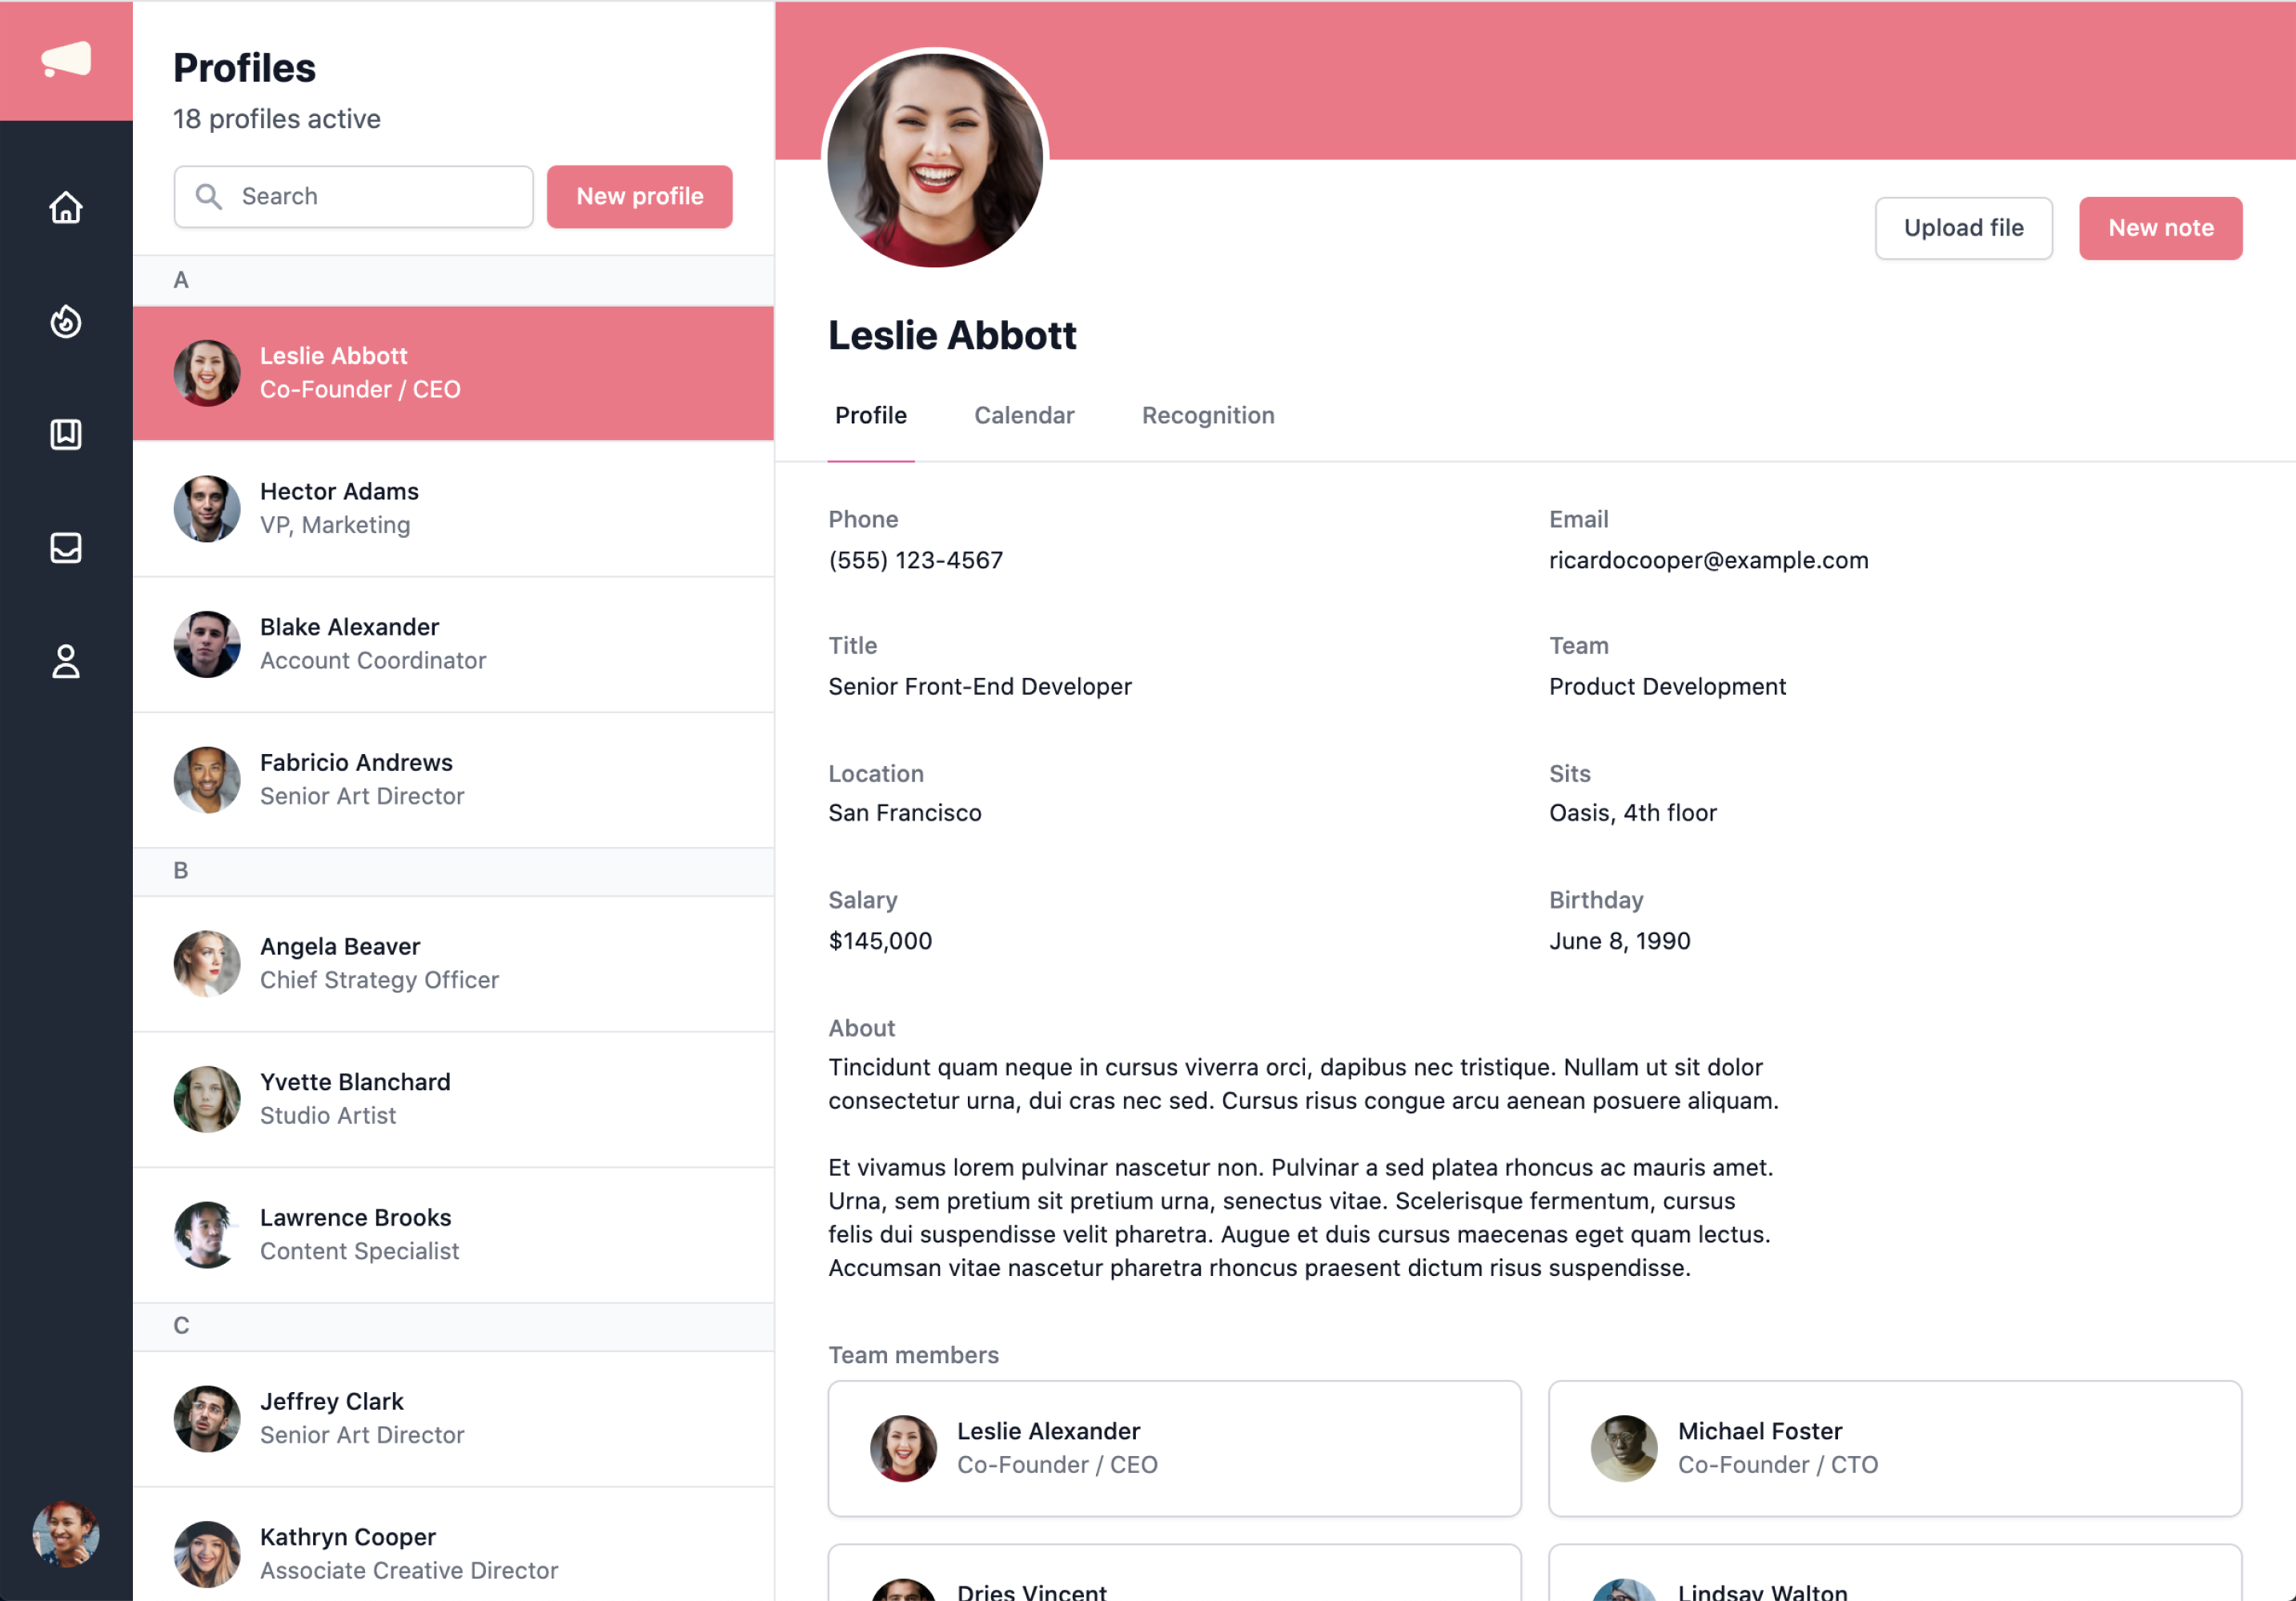 Profiles
18 profiles active
Search
New profile
A
Leslie Abbott
Co-Founder / CEO
Hector Adams
VP, Marketing
Blake Alexander
Account Coordinator
Fabricio Andrews
Senior Art Director
B
Angela Beaver
Chief Strategy Officer
Yvette Blanchard
Studio Artist
Lawrence Brooks
Content Specialist
C
Jeffrey Clark
Senior Art Director
Kathryn Cooper
Associate Creative Director
Upload file
New note
Leslie Abbott
Profile
Calendar
Recognition
Phone
(555) 123-4567
Email
ricardocooper@example.com
Title
Senior Front-End Developer
Team
Product Development
Location
San Francisco
Sits
Oasis, 4th floor
Salary
$145,000
Birthday
June 8, 1990
About
Tincidunt quam neque in cursus viverra orci, dapibus nec tristique. Nullam ut sit dolor
consectetur urna, dui cras nec sed. Cursus risus congue arcu aenean posuere aliquam.
Et vivamus lorem pulvinar nascetur non. Pulvinar a sed platea rhoncus ac mauris amet.
Urna, sem pretium sit pretium urna, senectus vitae. Scelerisque fermentum, cursus
felis dui suspendisse velit pharetra. Augue et duis cursus maecenas eget quam lectus.
Accumsan vitae nascetur pharetra rhoncus praesent dictum risus suspendisse.
Team members
Leslie Alexander
Co-Founder / CEO
Michael Foster
Co-Founder / CTO
Dries Vincent
Lindsay Walton